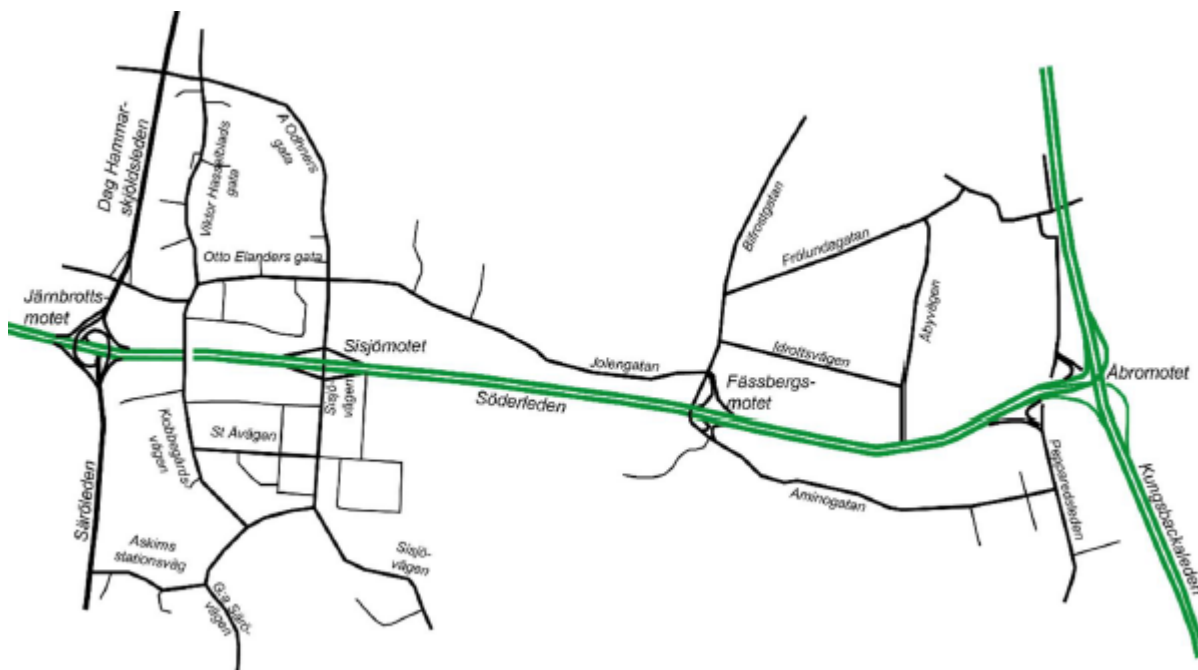 Dag Hammar-
skjöldsleden
Viktor Hasselblads
gata
A Odhners
gata
Otto Elanders gata
Järnbrotts-
motet
Sisjömotet
Sisjö-
vägen
Söderleden
Jolengatan
Bifrostgatan
Frölundagatan
Idrottsvägen
Åbyvägen
Fässbergs-
motet
Åbromotet
St Åvägen
Klobbegårds-
vägen
Säröleden
Askims
stationsväg
G:a Särö-
vägen
Sisjö-
vägen
Aminogatan
Pepparedsleden
Kungsbackaleden